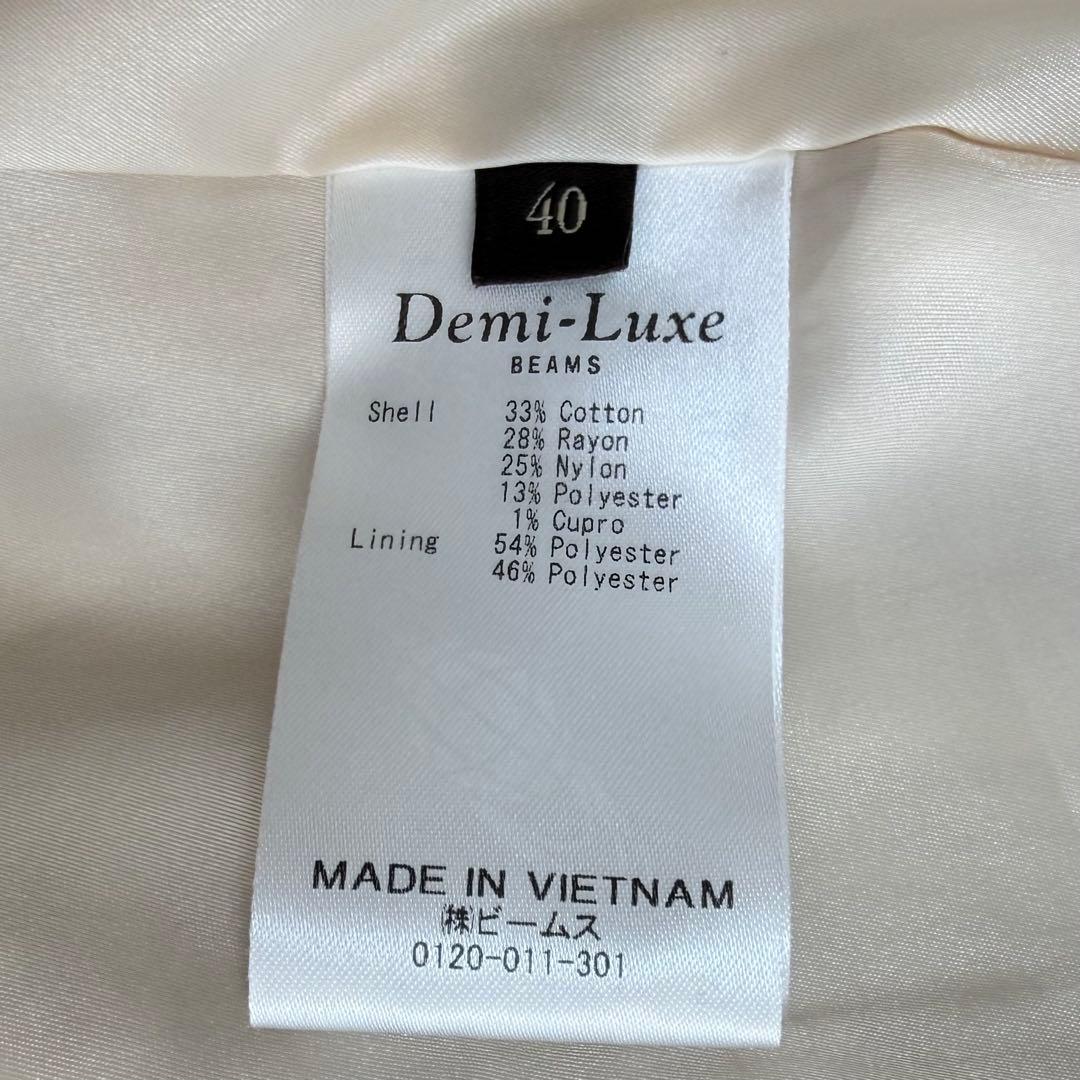 40
Demi-Luxe
BEAMS
Shell 33% Cotton
28% Rayon
25% Nylon
13% Polyester
1% Cupro
Lining 54% Polyester
46% Polyester
MADE IN VIETNAM
㈱ビームス
0120-011-301